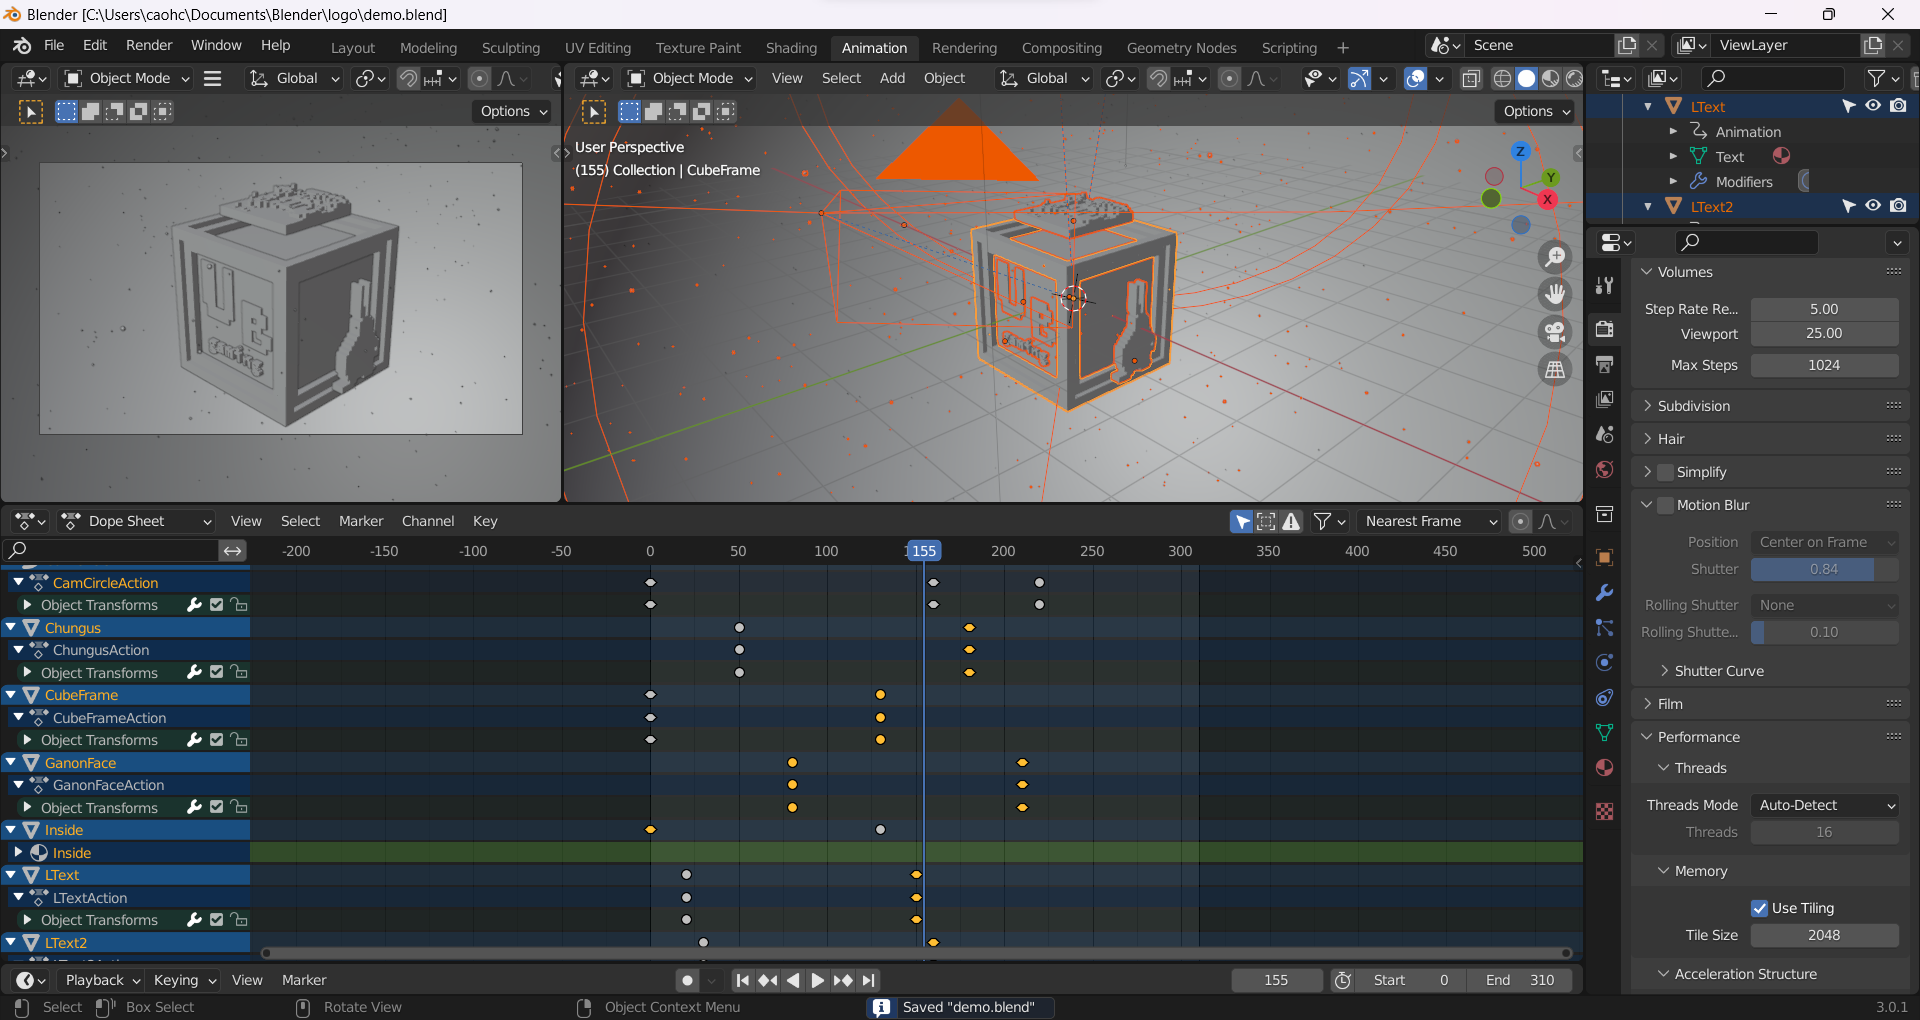 Blender [C:\Users\caohc\Documents\Blender\logo\demo.blend]
File Edit Render Window Help
Layout Modeling Sculpting UV Editing Texture Paint Shading Animation Rendering Compositing Geometry Nodes Scripting +
Scene
ViewLayer
Object Mode Global
Object Mode View Select Add Object Global
Options
Options
User Perspective
(155) Collection | CubeFrame
Z
Y
X
U
B
GAMING
LText
Animation
Text
Modifiers
LText2
Volumes
Step Rate Re... 5.00
Viewport 25.00
Max Steps 1024
Subdivision
Hair
Simplify
Motion Blur
Position Center on Frame
Shutter 0.84
Rolling Shutter None
Rolling Shutte... 0.10
Shutter Curve
Film
Performance
Threads
Threads Mode Auto-Detect
Threads 16
Memory
Use Tiling
Tile Size 2048
Acceleration Structure
Dope Sheet View Select Marker Channel Key
Nearest Frame
-200 -150 -100 -50 0 50 100 155 200 250 300 350 400 450 500
CamCircleAction
Object Transforms
Chungus
ChungusAction
Object Transforms
CubeFrame
CubeFrameAction
Object Transforms
GanonFace
GanonFaceAction
Object Transforms
Inside
Inside
LText
LTextAction
Object Transforms
LText2
Playback Keying View Marker
155
Start 0
End 310
Select Box Select Rotate View Object Context Menu
Saved "demo.blend"
3.0.1